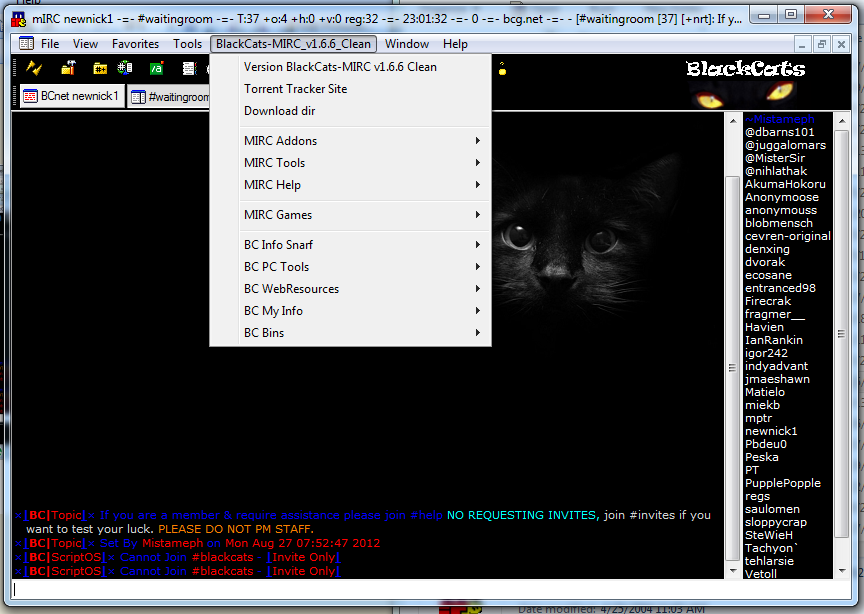 mIRC newnick1 -=- #waitingroom -=- T:37 +o:4 +h:0 +v:0 reg:32 -=- 23:01:32 -=- 0 -=- bcg.net -=- - [#waitingroom [37] [+nrt]: If y...
File View Favorites Tools BlackCats-MIRC_v1.6.6_Clean Window Help
BlackCats
BCnet newnick1 #waitingroom
Version BlackCats-MIRC v1.6.6 Clean
Torrent Tracker Site
Download dir
MIRC Addons
MIRC Tools
MIRC Help
MIRC Games
BC Info Snarf
BC PC Tools
BC WebResources
BC My Info
BC Bins
×[BC|Topic[× If you are a member & require assistance please join #help NO REQUESTING INVITES, join #invites if you
want to test your luck. PLEASE DO NOT PM STAFF.
×[BC|Topic[× Set By Mistameph on Mon Aug 27 07:52:47 2012
×[BC|ScriptOS[× Cannot Join #blackcats - [Invite Only]
×[BC|ScriptOS[× Cannot Join #blackcats - [Invite Only]
~Mistameph
@dbarns101
@juggalomars
@MisterSir
@nihlathak
AkumaHokoru
Anonymoose
anonymouss
blobmensch
cevren-original
denxing
dvorak
ecosane
entranced98
Firecrak
fragmer__
Havien
IanRankin
igor242
indyadvant
jmaeshawn
Matielo
miekb
mptr
newnick1
Pbdeu0
Peska
PT
PupplePopple
regs
saulomen
sloppycrap
SteWieH
Tachyon`
tehlarsie
Vetoll
Date modified: 4/25/2004 11:03 AM